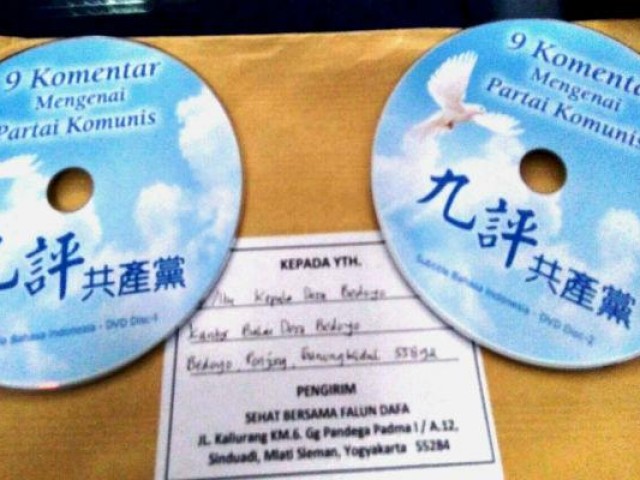 9 Komentar
Mengenai
Partai Komunis
九評共產黨
Bahasa Indonesia - DVD Disc-1
9 Komenta
Mengenai
Partai Komunis
九評共產黨
Subtitle Bahasa Indonesia - DVD Disc-2
KEPADA YTH.
/Ibu Kepala Desa Bedoyo
Kantor Balai Desa Bedoyo
Bedoyo, Ponjong, Gunungkidul 55892
PENGIRIM
SEHAT BERSAMA FALUN DAFA
JL. Kaliurang KM.6. Gg Pandega Padma I / A.12,
Sinduadi, Mlati Sleman, Yogyakarta 55284